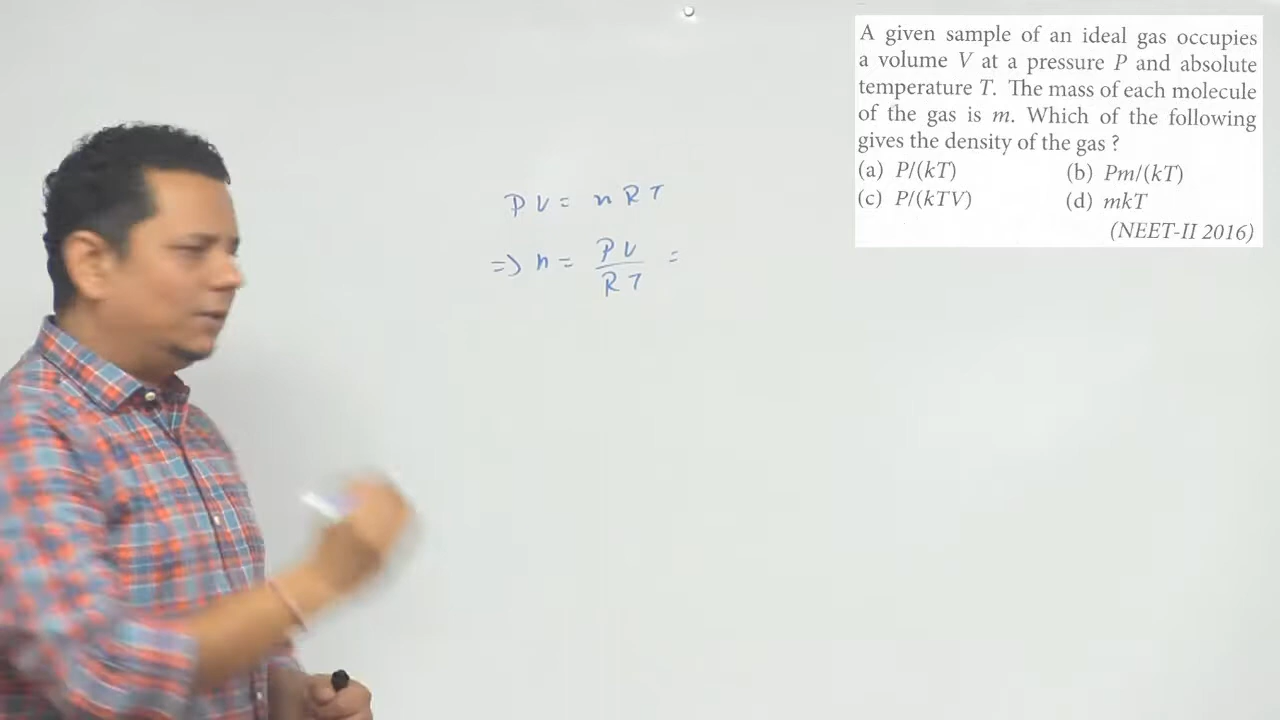 A given sample of an ideal gas occupies
a volume V at a pressure P and absolute
temperature T. The mass of each molecule
of the gas is m. Which of the following
gives the density of the gas ?
(a) P/(kT) (b) Pm/(kT)
(c) P/(kTV) (d) mkT
(NEET-II 2016)
PV = nRT
⇒ n = PV/RT =